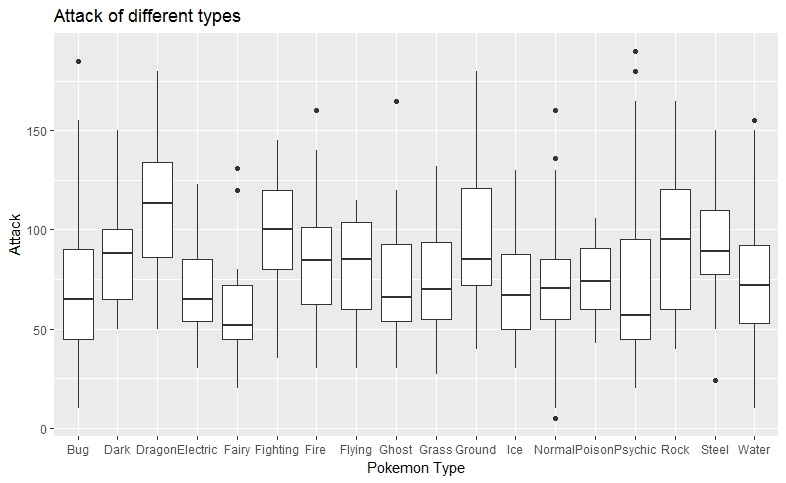 Attack of different types
150
100
50
0
Attack
Bug Dark Dragon Electric Fairy Fighting Fire Flying Ghost Grass Ground Ice Normal Poison Psychic Rock Steel Water
Pokemon Type